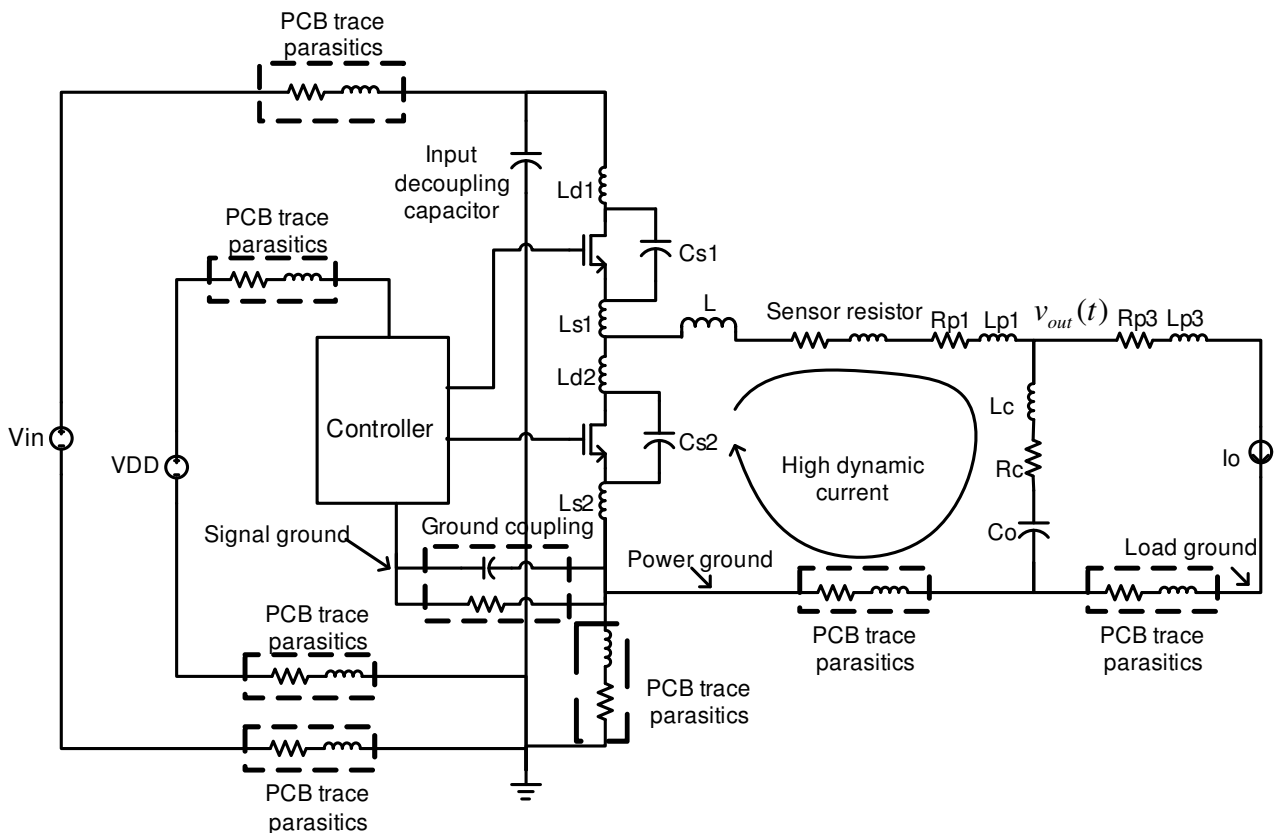 PCB trace
parasitics
Input
decoupling
capacitor
Ld1
PCB trace
parasitics
Cs1
Ls1
L
Sensor resistor
Rp1
Lp1
v_out(t)
Rp3
Lp3
Ld2
Controller
Cs2
Lc
Vin
VDD
High dynamic
current
Rc
Io
Ls2
Co
Signal ground
Ground coupling
Power ground
Load ground
PCB trace
parasitics
PCB trace
parasitics
PCB trace
parasitics
PCB trace
parasitics
PCB trace
parasitics